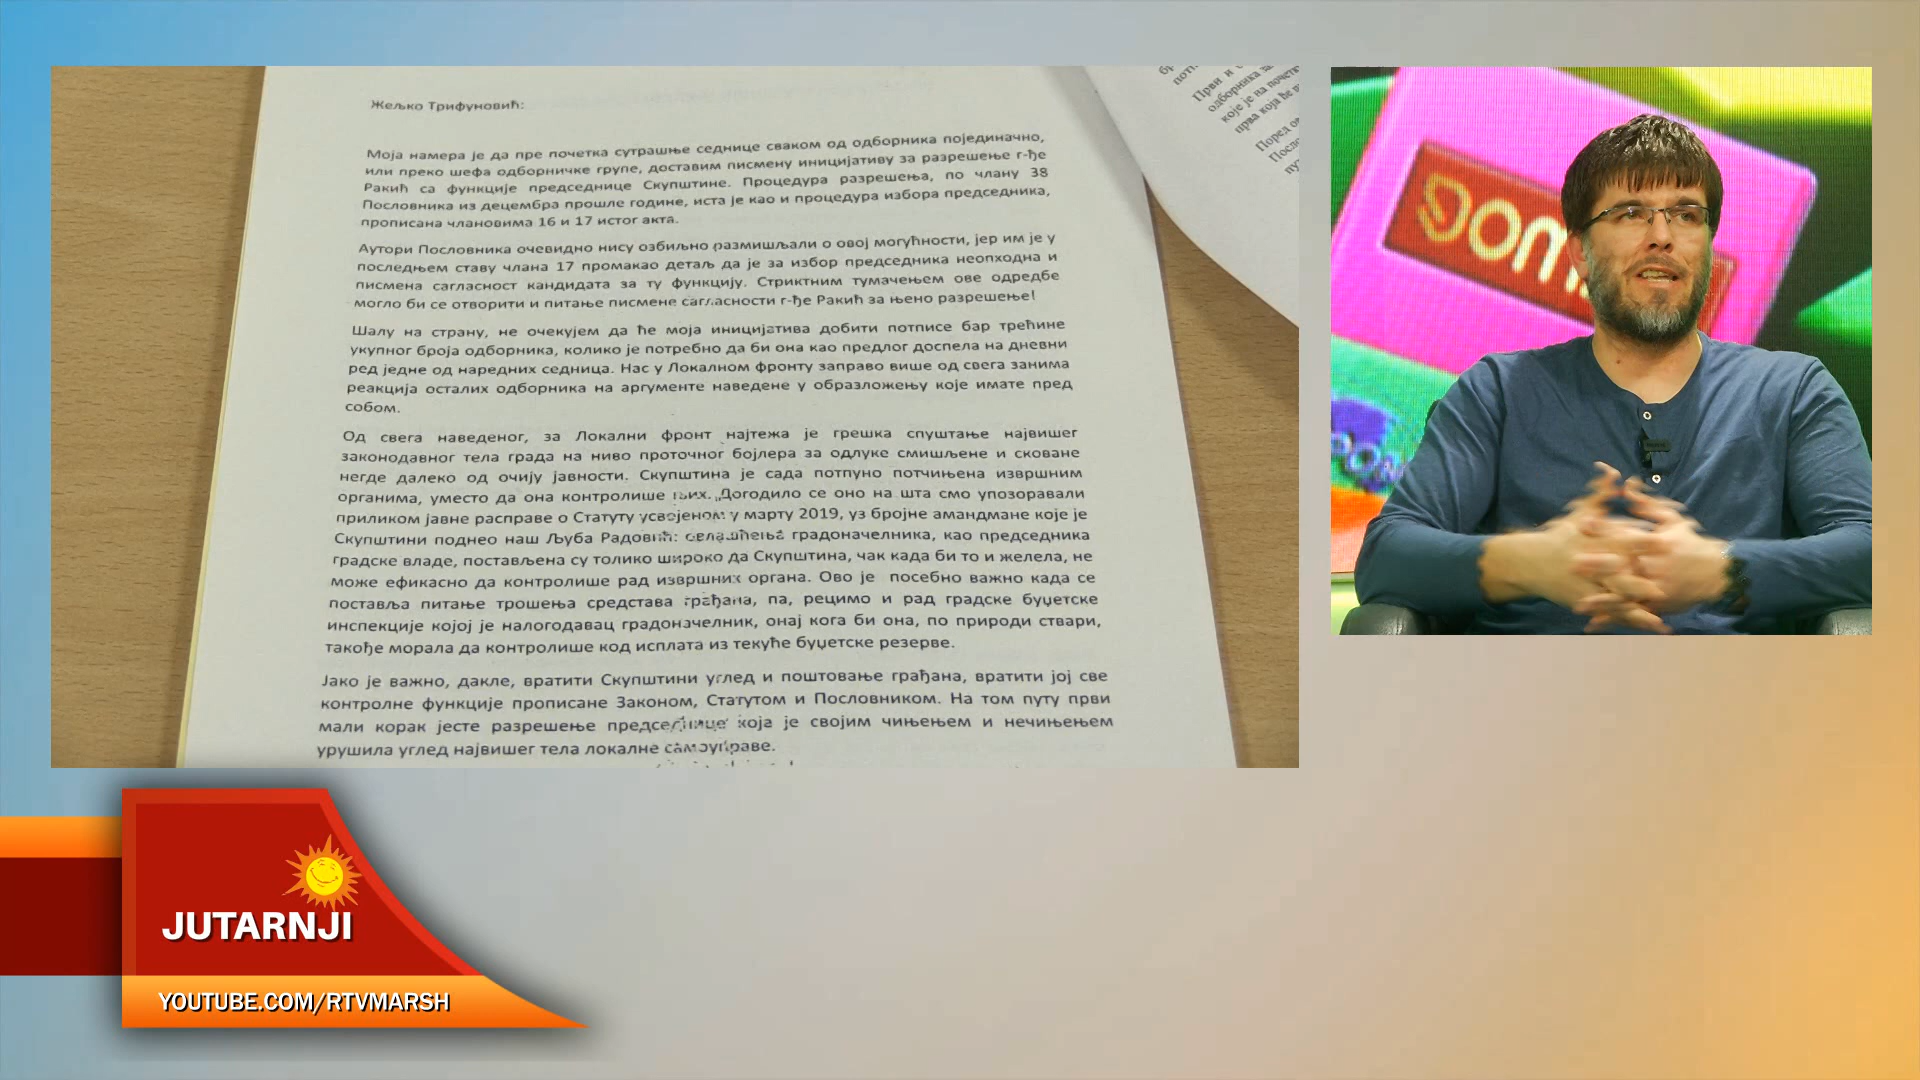 Жељко Трифуновић:
Моја намера је да пре почетка сутрашње седнице сваком од одборника појединачно,
или преко шефа одборничке групе, доставим писмену иницијативу за разрешење г-ђе
Ракић са функције председнице Скупштине. Процедура разрешења, по члану 38
Пословника из децембра прошле године, иста је као и процедура избора председника,
прописана члановима 16 и 17 истог акта.
Аутори Пословника очевидно нису озбиљно размишљали о овој могућности, јер им је у
последњем ставу члана 17 промакао детаљ да је за избор председника неопходна и
писмена сагласност кандидата за ту функцију. Стриктним тумачењем ове одредбе
могло би се отворити и питање писмене сагласности г-ђе Ракић за њено разрешење!
Шалу на страну, не очекујем да ће моја иницијатива добити потписе бар трећине
укупног броја одборника, колико је потребно да би она као предлог доспела на дневни
ред једне од наредних седница. Нас у Локалном фронту заправо више од свега занима
реакција осталих одборника на аргументе наведене у образложењу које имате пред
собом.
Од свега наведеног, за Локални фронт најтежа је грешка спуштање највишег
законодавног тела града на ниво проточног бојлера за одлуке смишљене и сковане
негде далеко од очију јавности. Скупштина је сада потпуно потчињена извршним
органима, уместо да она контролише њих. „Догодило се оно на шта смо упозоравали
приликом јавне расправе о Статуту усвојеном у марту 2019, уз бројне амандмане које је
Скупштини поднео наш Љуба Радовић: овлашћења градоначелника, као председника
градске владе, постављена су толико широко да Скупштина, чак када би то и желела, не
може ефикасно да контролише рад извршних органа. Ово је посебно важно када се
поставља питање трошења средстава грађана, па, рецимо и рад градске буџетске
инспекције којој је налогодавац градоначелник, онај кога би она, по природи ствари,
такође морала да контролише код исплата из текуће буџетске резерве.
Јако је важно, дакле, вратити Скупштини углед и поштовање грађана, вратити јој све
контролне функције прописане Законом, Статутом и Пословником. На том путу први
мали корак јесте разрешење председнице која је својим чињењем и нечињењем
урушила углед највишег тела локалне самоуправе.
Први и
одборника за
које је на почетк
прва која ће
Поред
DOM
JUTARNJI
YOUTUBE.COM/RTVMARSH